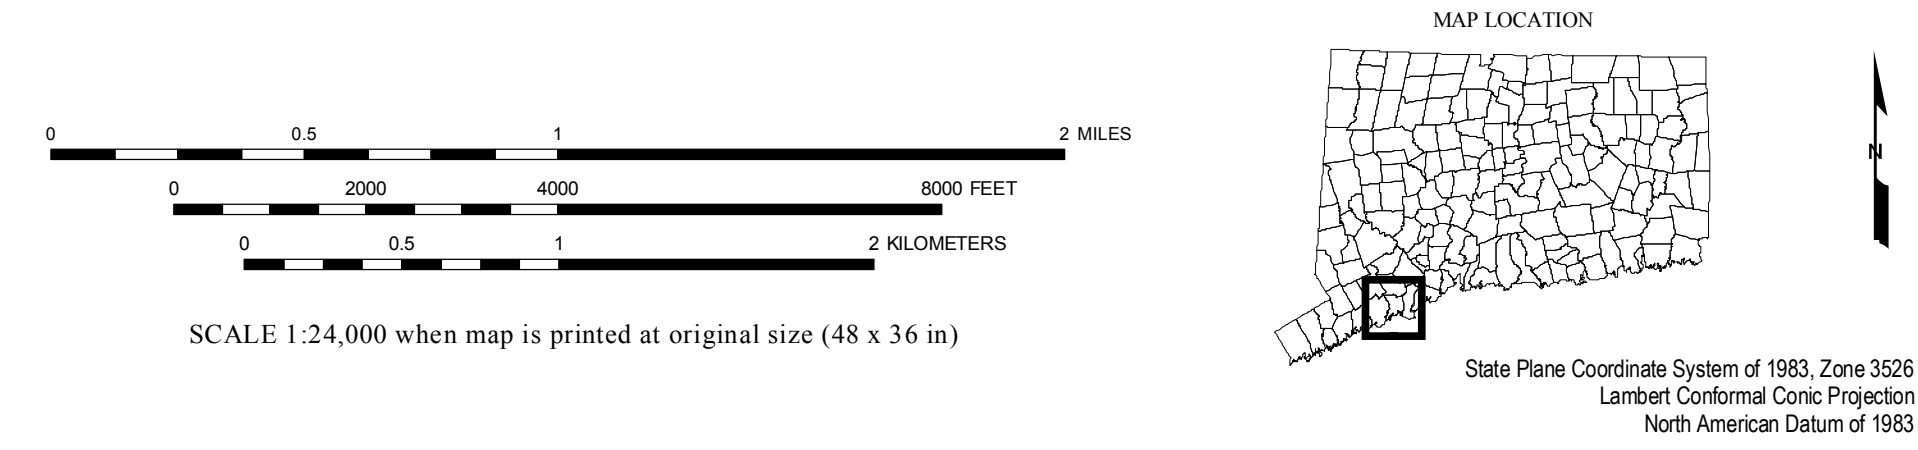 MAP LOCATION
0 0.5 1 2 MILES
0 2000 4000 8000 FEET
0 0.5 1 2 KILOMETERS
SCALE 1:24,000 when map is printed at original size (48 x 36 in)
N
State Plane Coordinate System of 1983, Zone 3526
Lambert Conformal Conic Projection
North American Datum of 1983